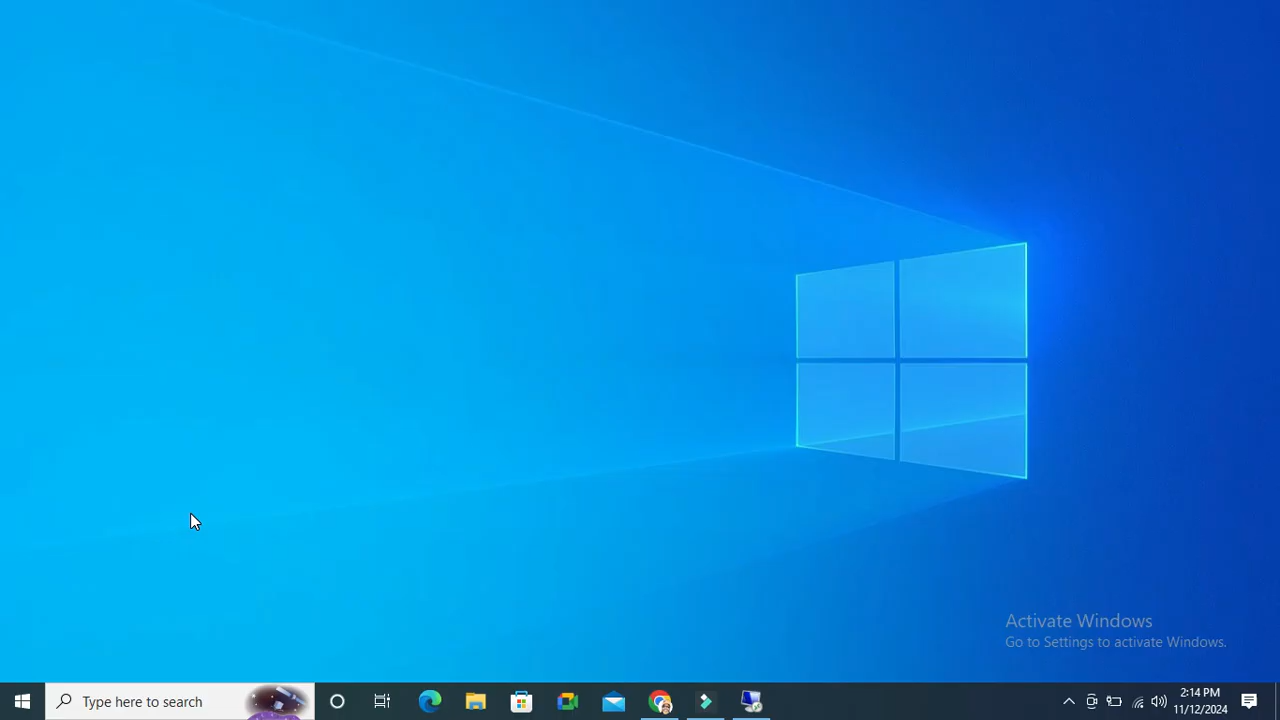 Activate Windows
Go to Settings to activate Windows.
Type here to search
2:14 PM
11/12/2024